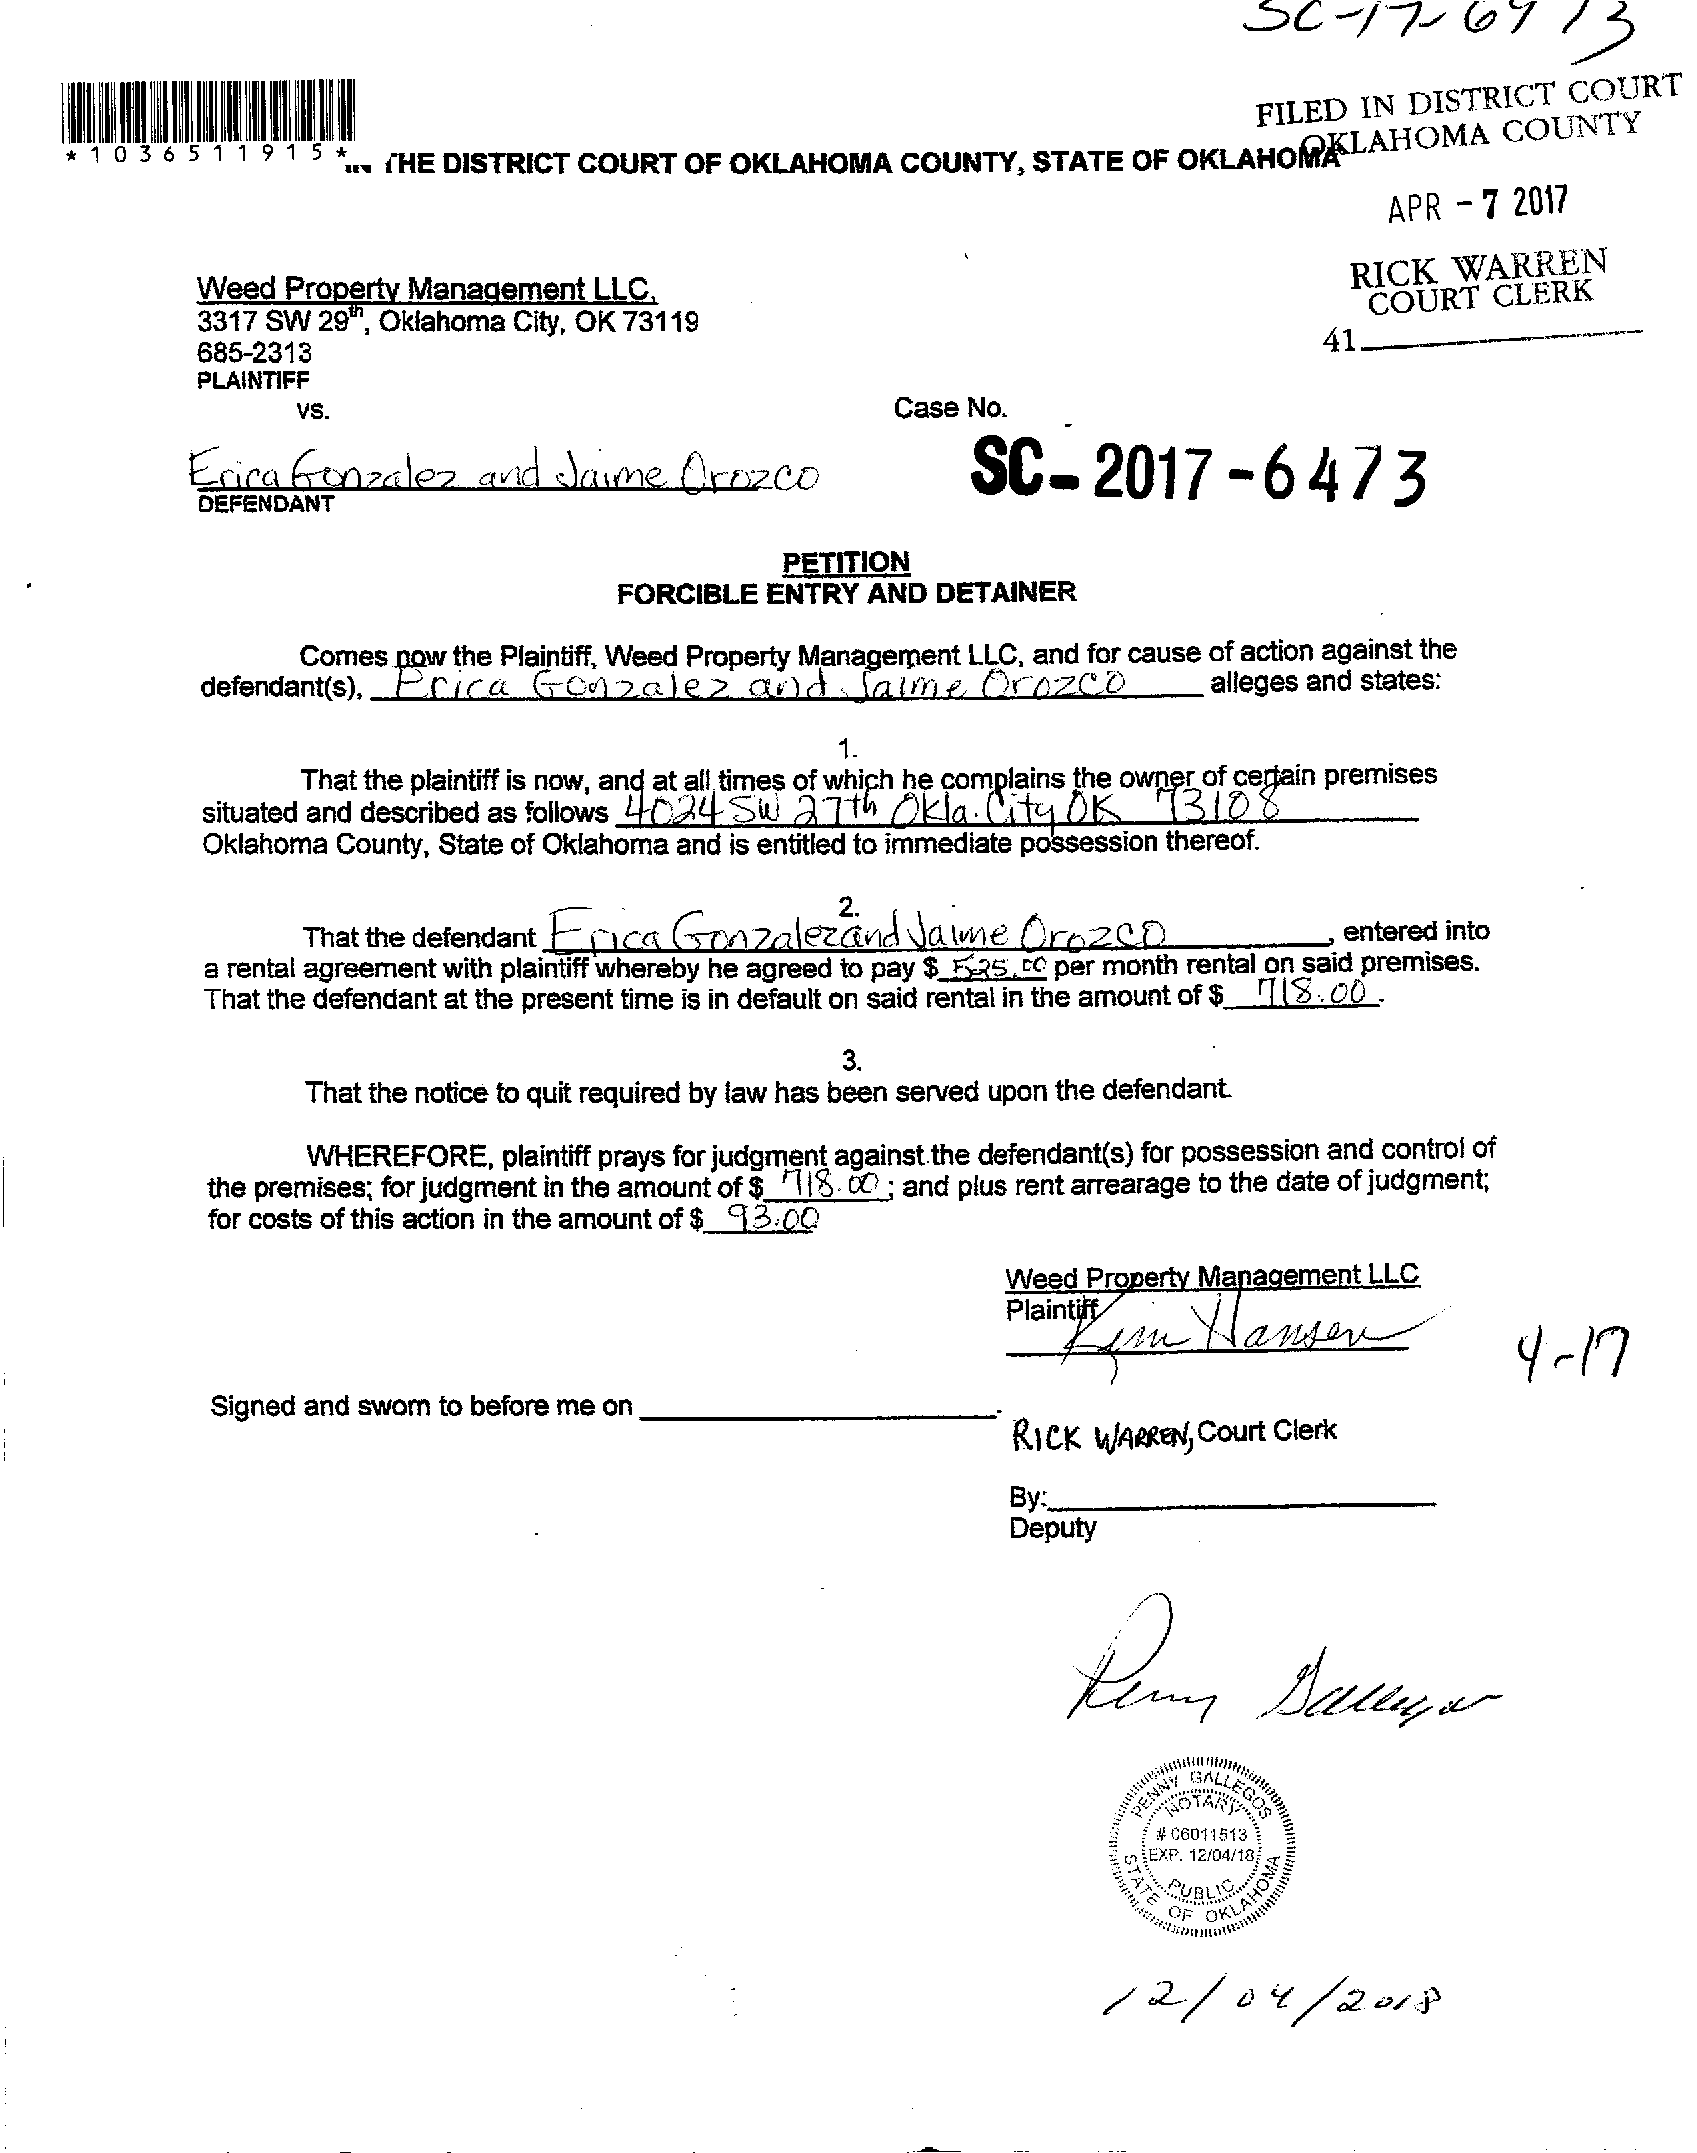 SC-17-6473
FILED IN DISTRICT COURT
OKLAHOMA COUNTY
*1036511915*
IN THE DISTRICT COURT OF OKLAHOMA COUNTY, STATE OF OKLAHOMA
APR - 7 2017
RICK WARREN
COURT CLERK
41
Weed Property Management LLC,
3317 SW 29th, Oklahoma City, OK 73119
685-2313
PLAINTIFF
vs.
Case No.
Erica Gonzalez and Jaime Orozco
SC-2017-6473
DEFENDANT
PETITION
FORCIBLE ENTRY AND DETAINER
Comes now the Plaintiff, Weed Property Management LLC, and for cause of action against the
defendant(s), Erica Gonzalez and Jaime Orozco alleges and states:
1.
That the plaintiff is now, and at all times of which he complains the owner of certain premises
situated and described as follows 4024 SW 27th Okla. City OK 73108
Oklahoma County, State of Oklahoma and is entitled to immediate possession thereof.
2.
That the defendant Erica Gonzalez and Jaime Orozco, entered into
a rental agreement with plaintiff whereby he agreed to pay $ 525.00 per month rental on said premises.
That the defendant at the present time is in default on said rental in the amount of $ 718.00.
3.
That the notice to quit required by law has been served upon the defendant.
WHEREFORE, plaintiff prays for judgment against the defendant(s) for possession and control of
the premises; for judgment in the amount of $ 718.00; and plus rent arrearage to the date of judgment;
for costs of this action in the amount of $ 93.00
Weed Property Management LLC
Plaintiff
Kim Hansen
4-17
Signed and sworn to before me on
RICK WARREN, Court Clerk
By:
Deputy
Penny Gallegos
PENNY GALLEGOS
NOTARY
# 06011513
EXP. 12/04/18
PUBLIC
STATE OF OKLAHOMA
12/04/2018